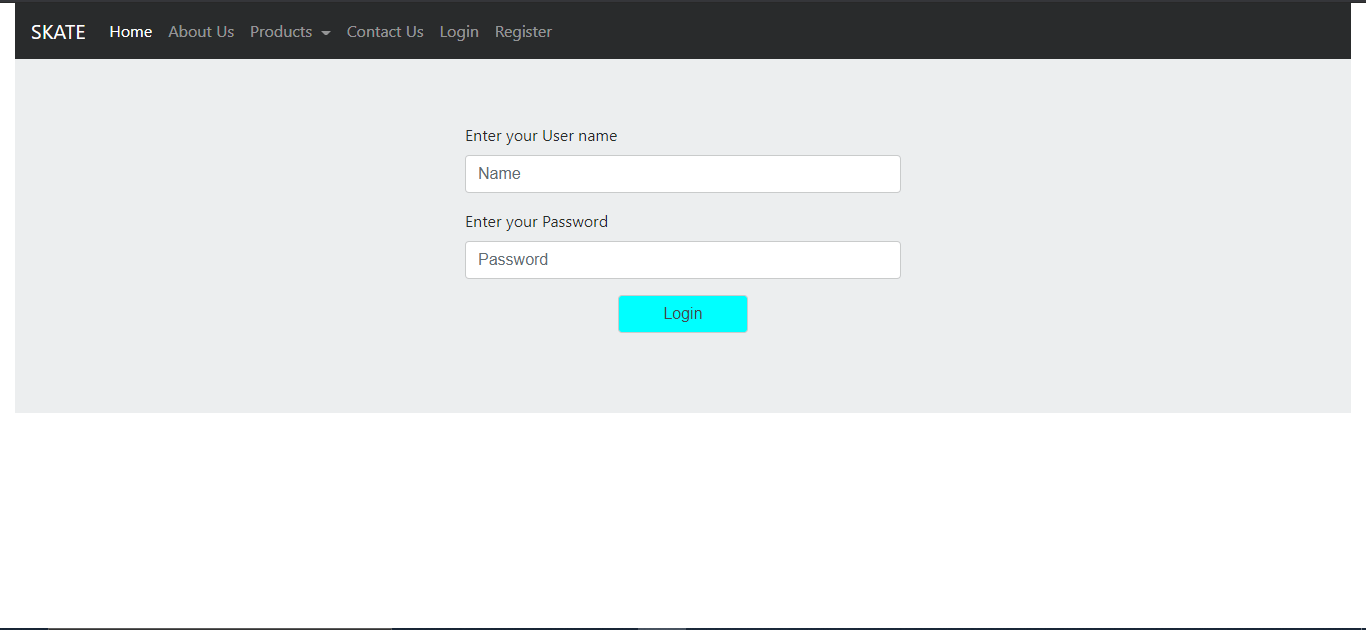 SKATE Home About Us Products Contact Us Login Register
Enter your User name
Name
Enter your Password
Password
Login